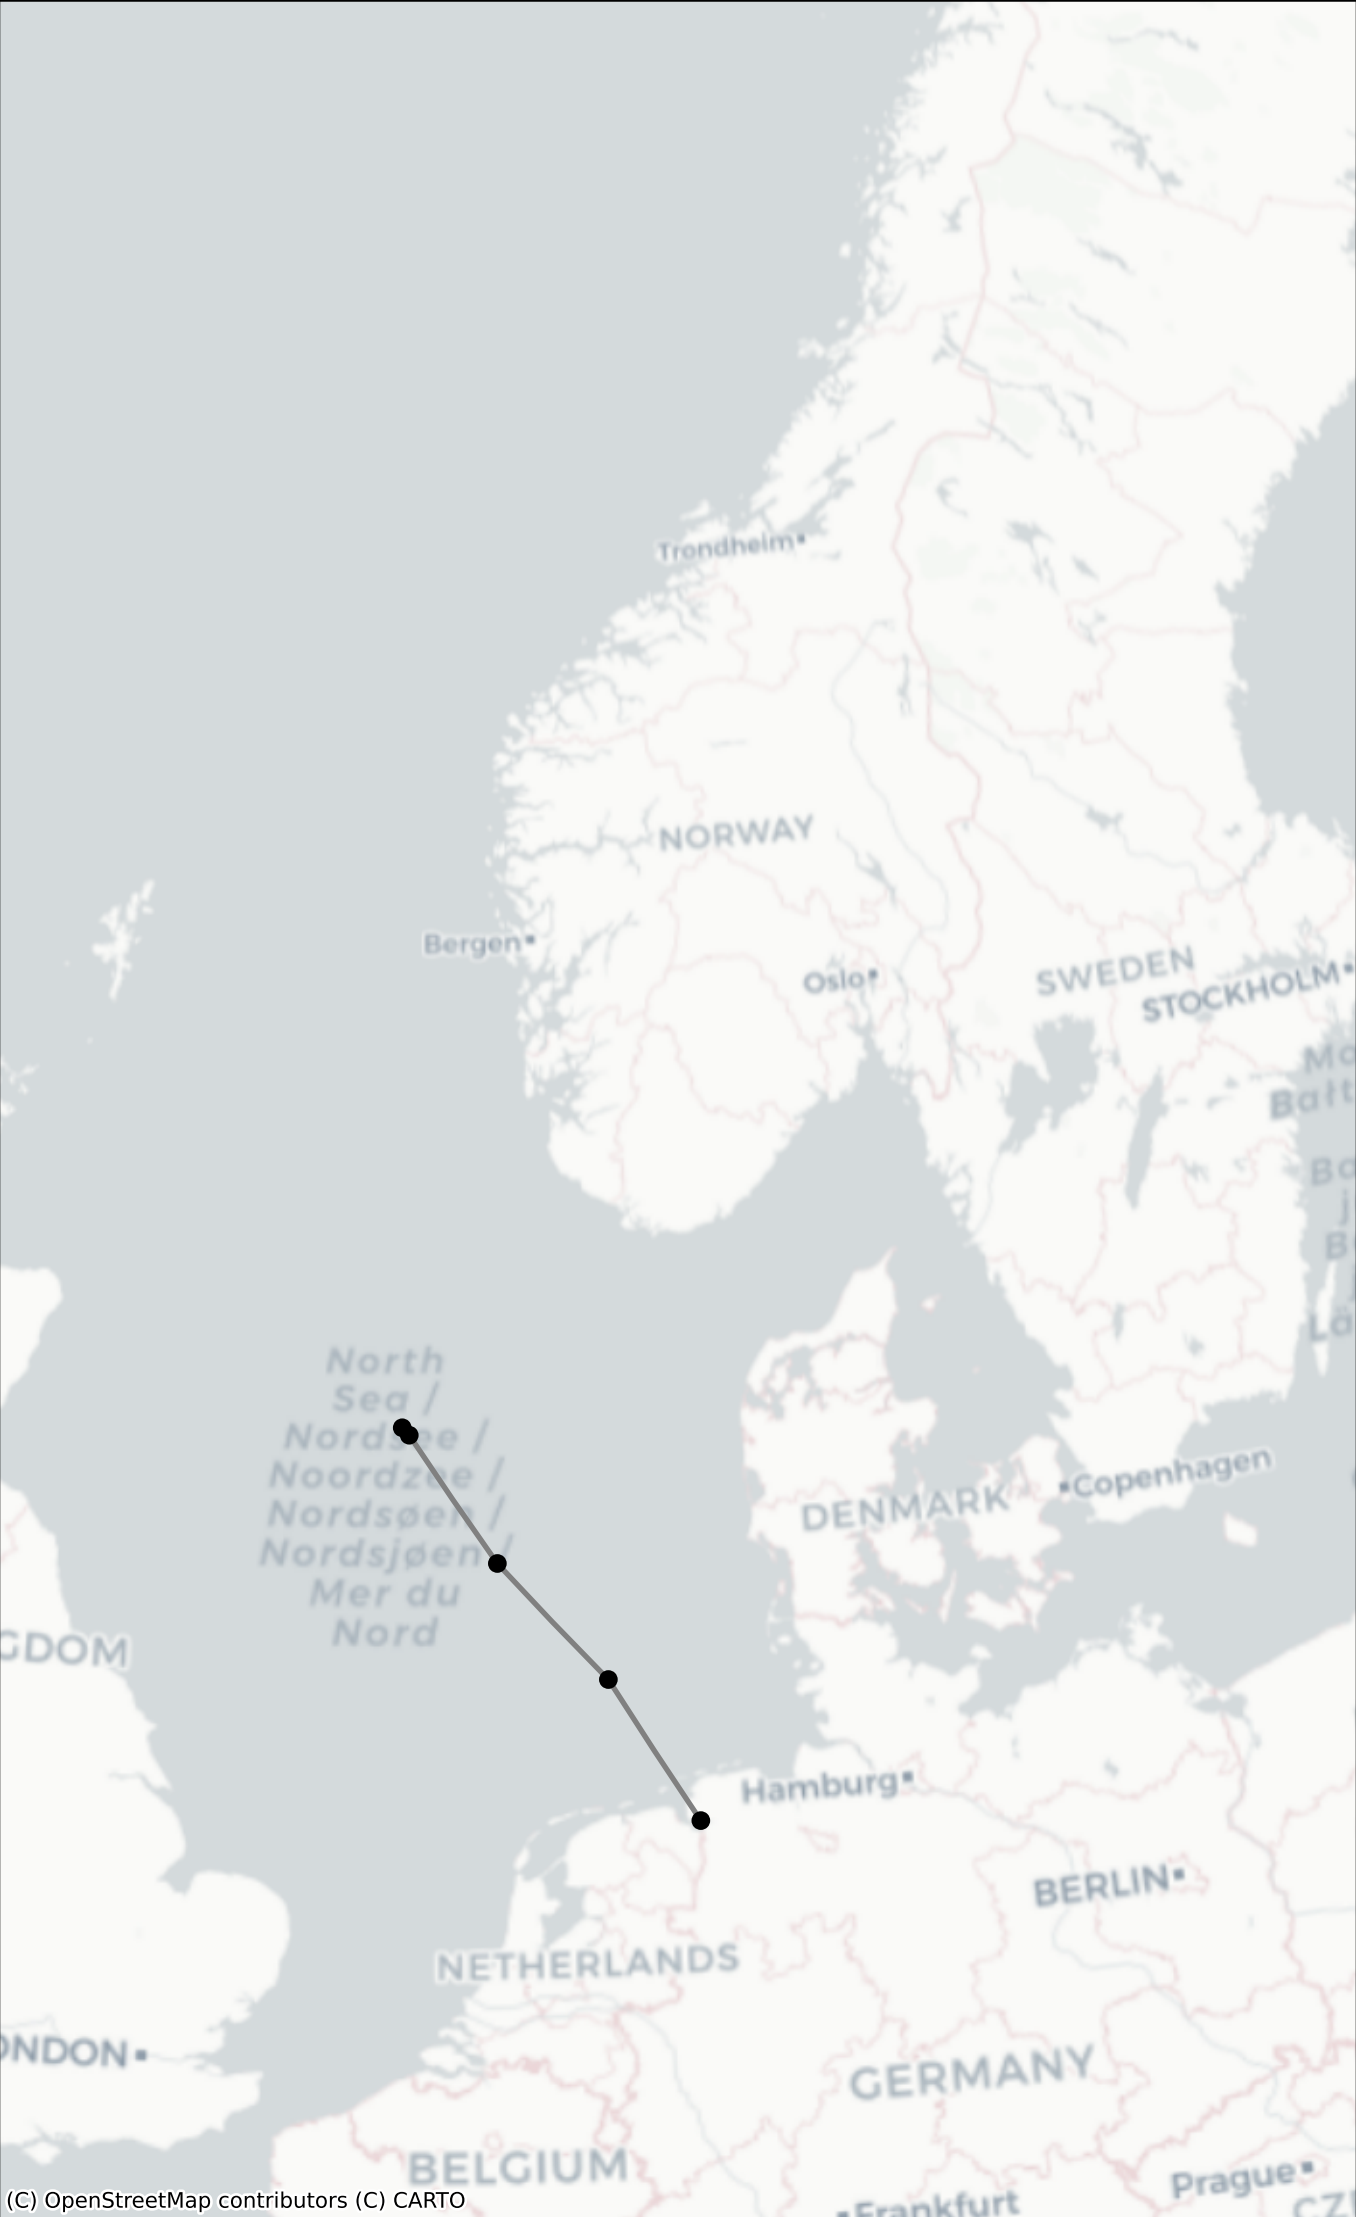 Trondheim
NORWAY
Bergen
Oslo
SWEDEN
STOCKHOLM
North
Sea /
Nordsee /
Noordzee /
Nordsøen /
Nordsjøen /
Mer du
Nord
DENMARK
Copenhagen
GDOM
Hamburg
BERLIN
NETHERLANDS
ONDON
GERMANY
BELGIUM
Prague
Frankfurt
(C) OpenStreetMap contributors (C) CARTO